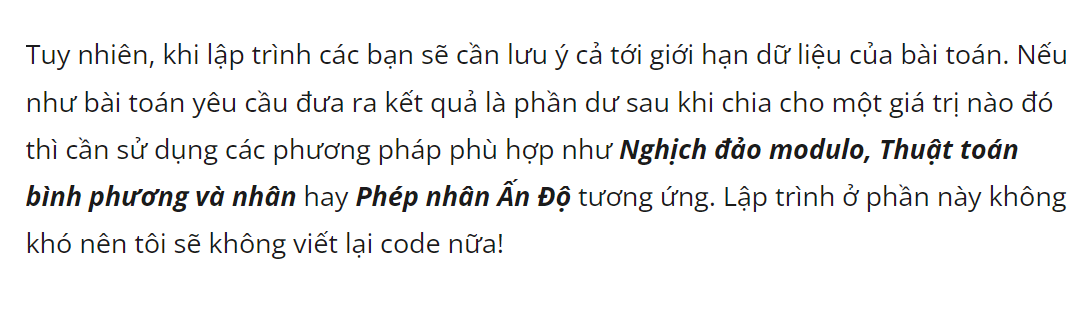 Tuy nhiên, khi lập trình các bạn sẽ cần lưu ý cả tới giới hạn dữ liệu của bài toán. Nếu
như bài toán yêu cầu đưa ra kết quả là phần dư sau khi chia cho một giá trị nào đó
thì cần sử dụng các phương pháp phù hợp như Nghịch đảo modulo, Thuật toán
bình phương và nhân hay Phép nhân Ấn Độ tương ứng. Lập trình ở phần này không
khó nên tôi sẽ không viết lại code nữa!